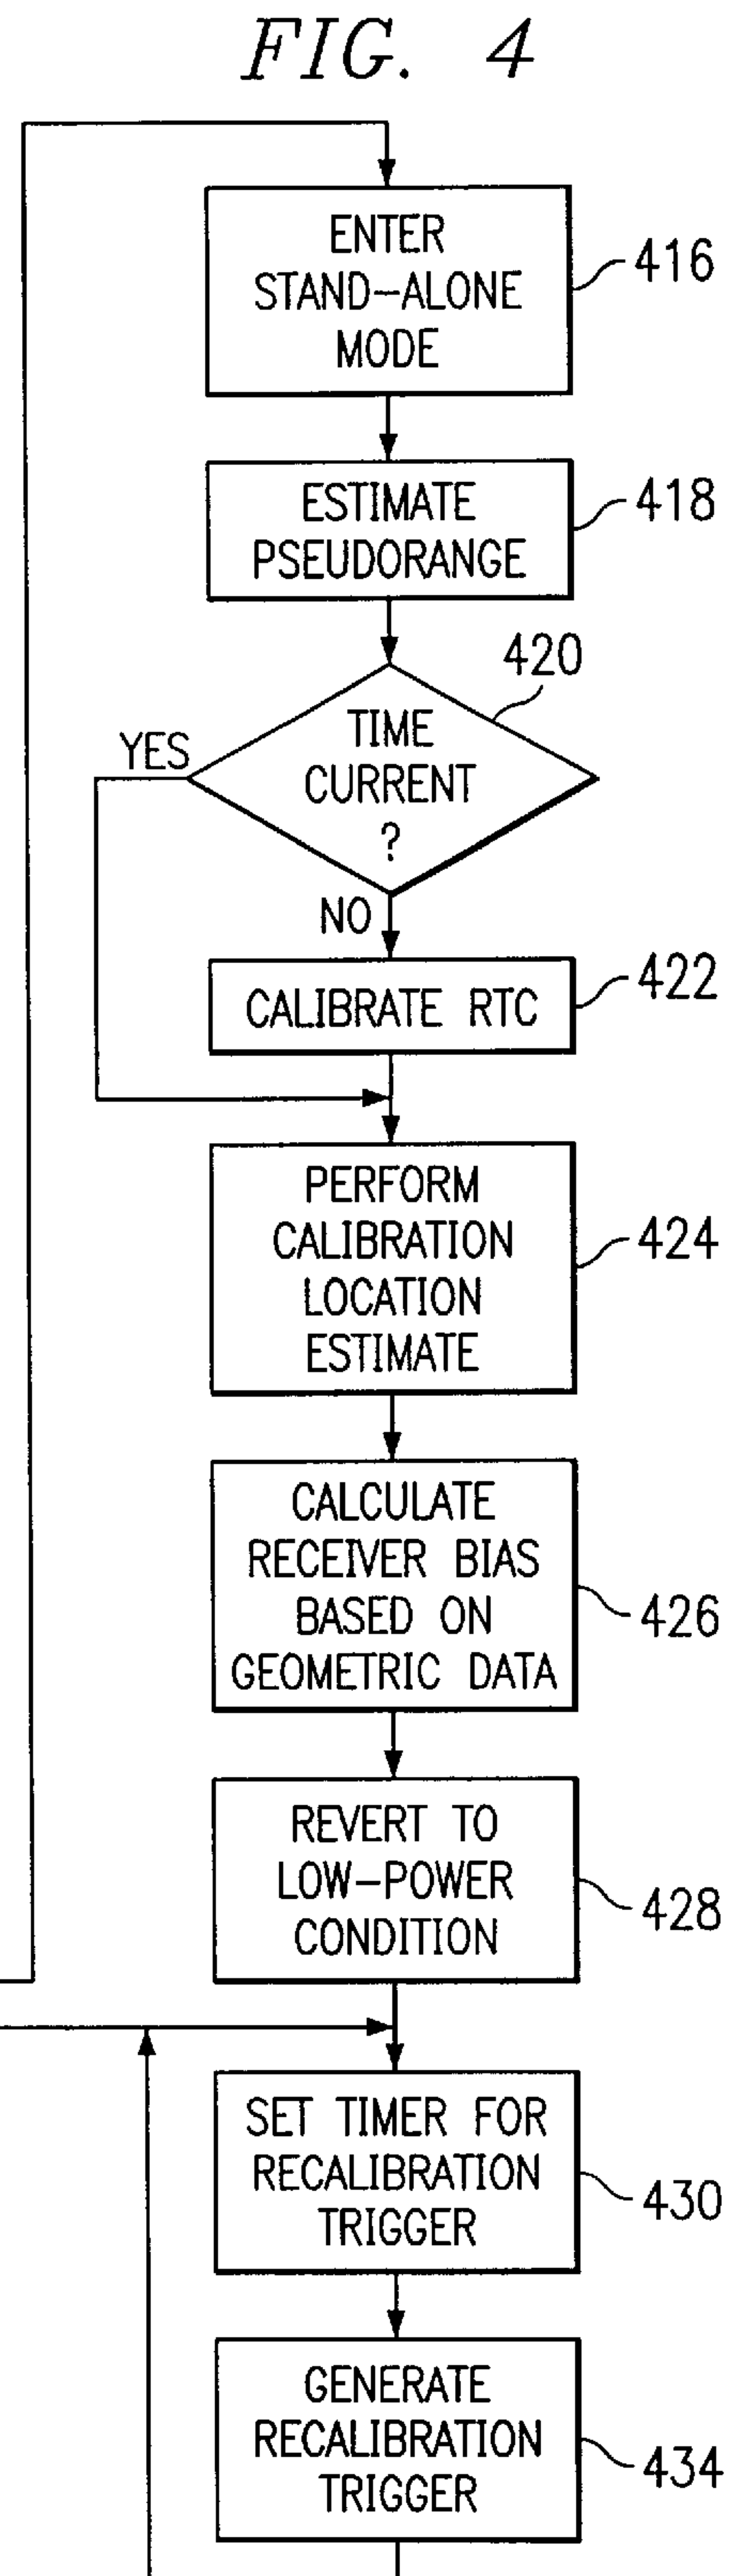 FIG. 4
ENTER
STAND-ALONE
MODE
416
ESTIMATE
PSEUDORANGE
418
420
TIME
CURRENT
?
YES
NO
CALIBRATE RTC
422
PERFORM
CALIBRATION
LOCATION
ESTIMATE
424
CALCULATE
RECEIVER BIAS
BASED ON
GEOMETRIC DATA
426
REVERT TO
LOW-POWER
CONDITION
428
SET TIMER FOR
RECALIBRATION
TRIGGER
430
GENERATE
RECALIBRATION
TRIGGER
434